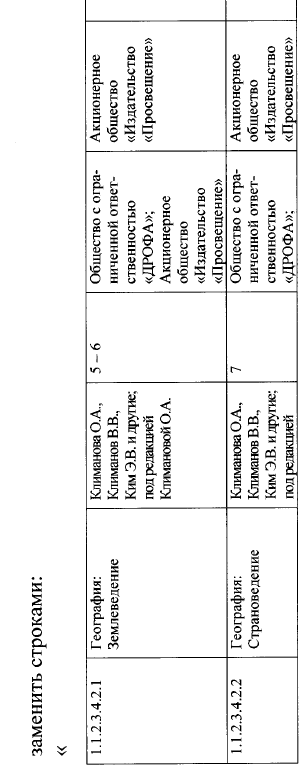 заменить строками:
«
1.1.2.3.4.2.1
География:
Землеведение
Климанова О.А.,
Климанов В.В.,
Ким Э.В. и другие;
под редакцией
Климановой О.А.
5 – 6
Общество с огра-
ниченной ответ-
ственностью
«ДРОФА»;
Акционерное
общество
«Издательство
«Просвещение»
Акционерное
общество
«Издательство
«Просвещение»
1.1.2.3.4.2.2
География:
Страноведение
Климанова О.А.,
Климанов В.В.,
Ким Э.В. и другие;
под редакцией
7
Общество с огра-
ниченной ответ-
ственностью
«ДРОФА»;
Акционерное
общество
«Издательство
«Просвещение»